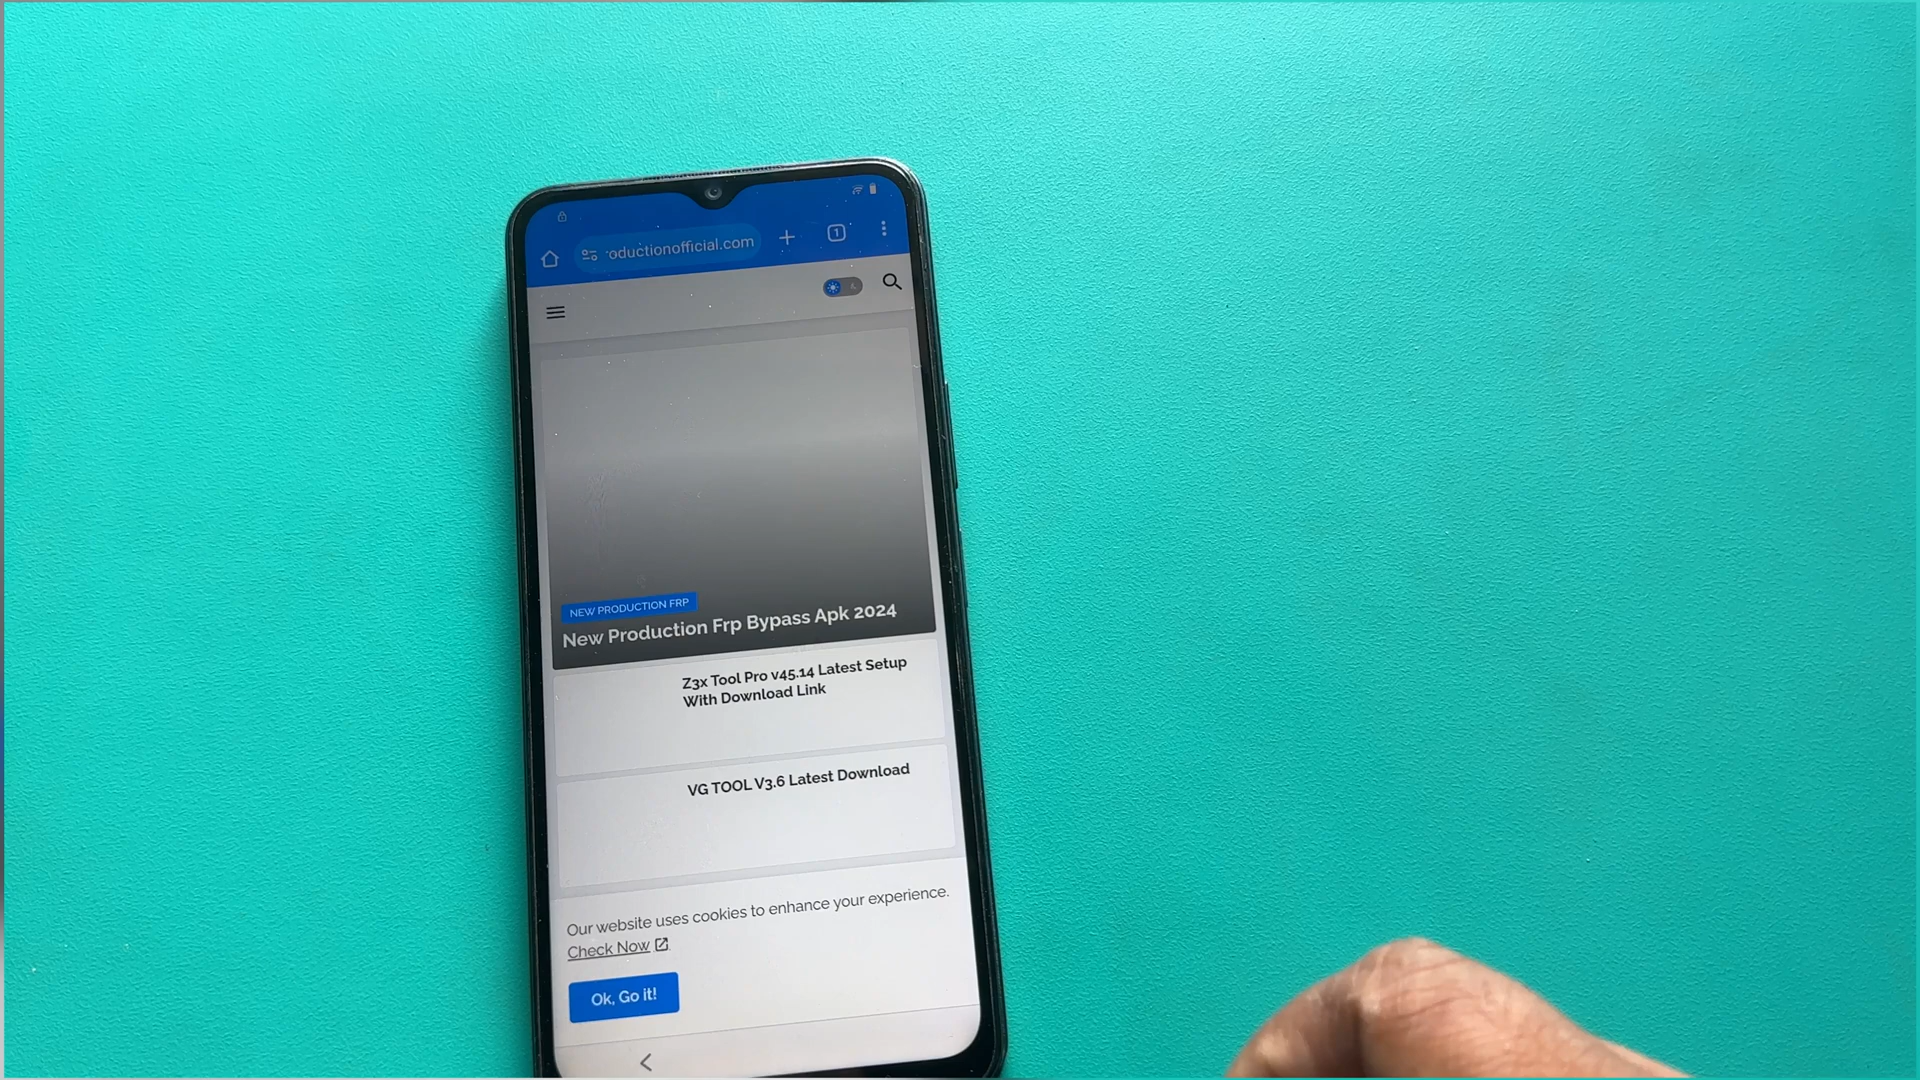 oductionofficial.com
1
NEW PRODUCTION FRP
New Production Frp Bypass Apk 2024
Z3x Tool Pro v45.14 Latest Setup
With Download Link
VG TOOL V3.6 Latest Download
Our website uses cookies to enhance your experience.
Check Now
Ok, Go it!